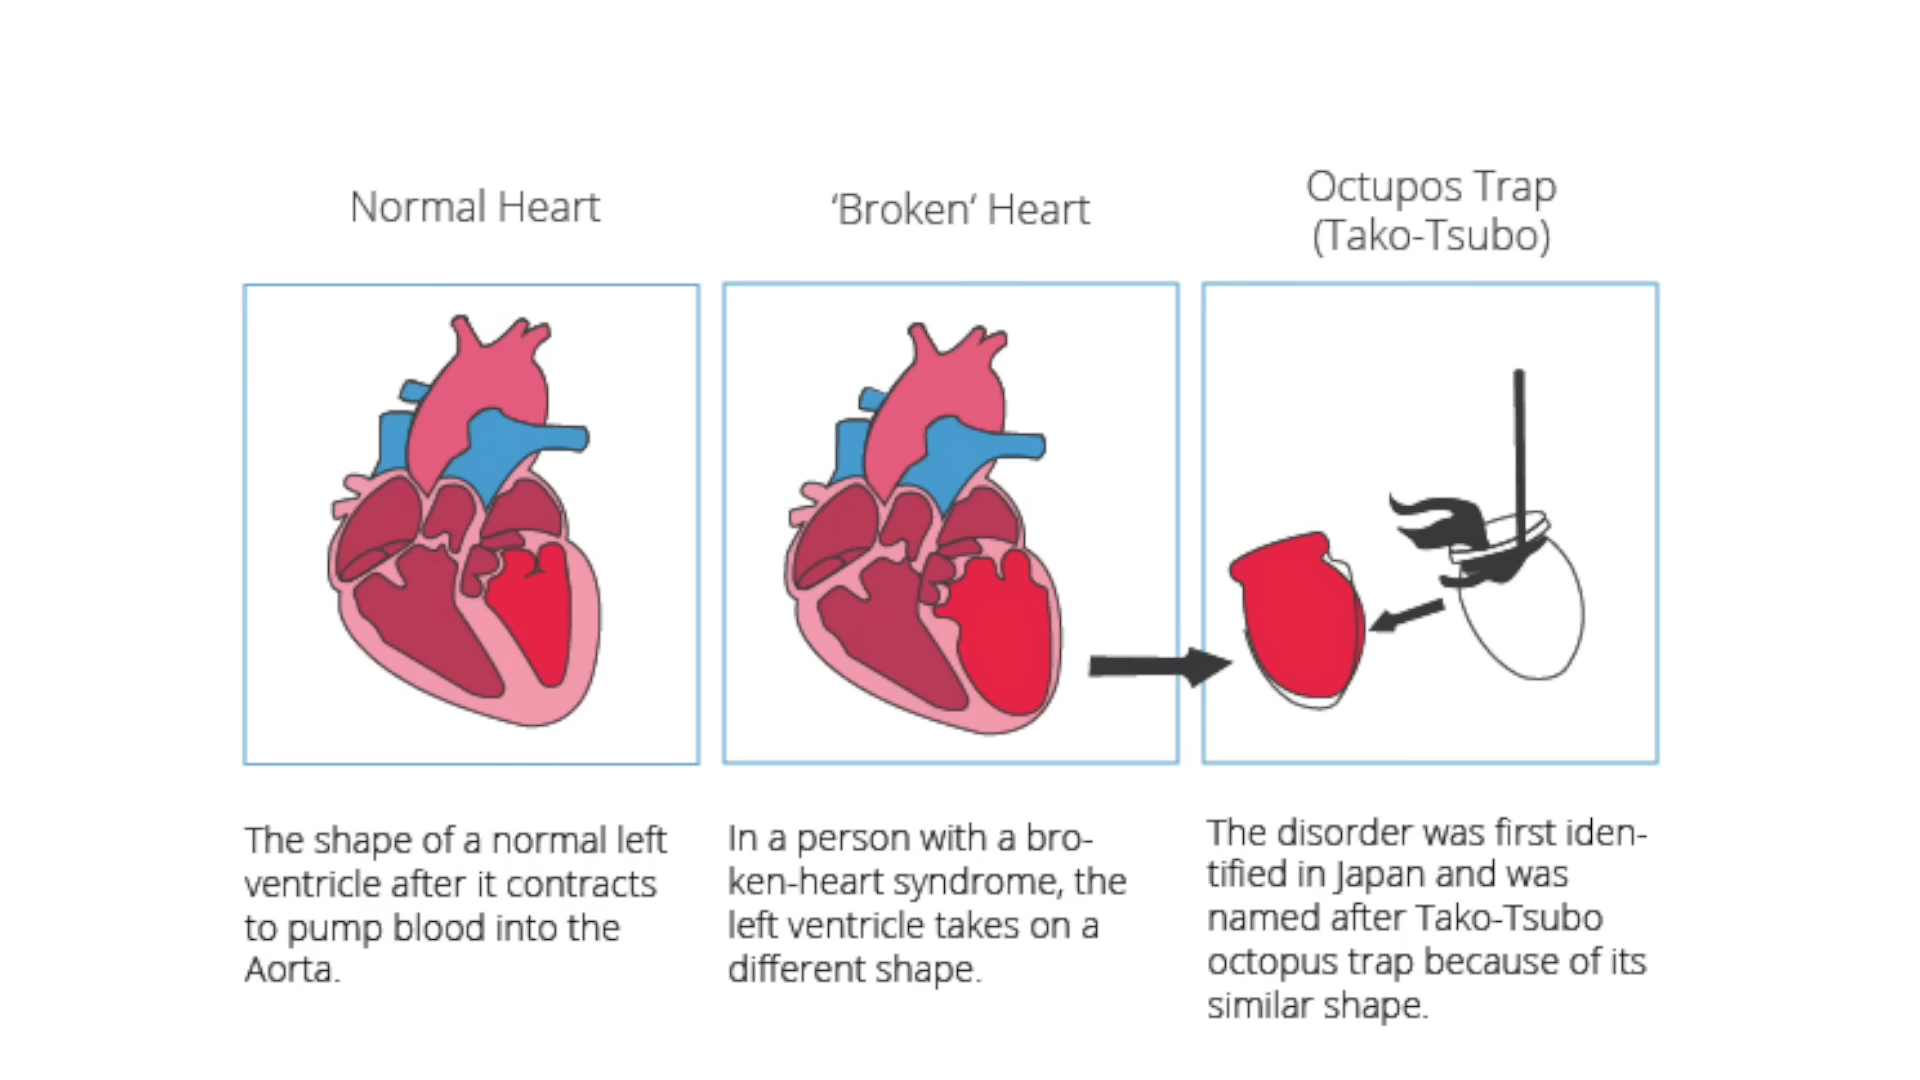 Normal Heart
‘Broken‘ Heart
Octupos Trap
(Tako-Tsubo)
The shape of a normal left
ventricle after it contracts
to pump blood into the
Aorta.
In a person with a bro-
ken-heart syndrome, the
left ventricle takes on a
different shape.
The disorder was first iden-
tified in Japan and was
named after Tako-Tsubo
octopus trap because of its
similar shape.